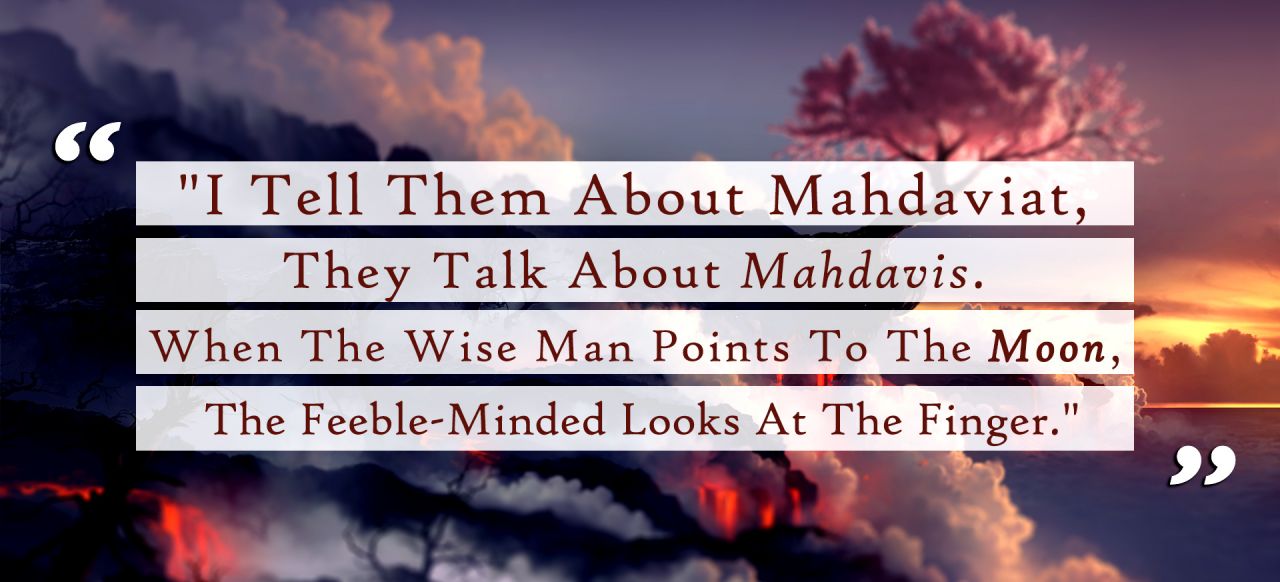 “
"I Tell Them About Mahdaviat,
They Talk About Mahdavis.
When The Wise Man Points To The Moon,
The Feeble-Minded Looks At The Finger."
”